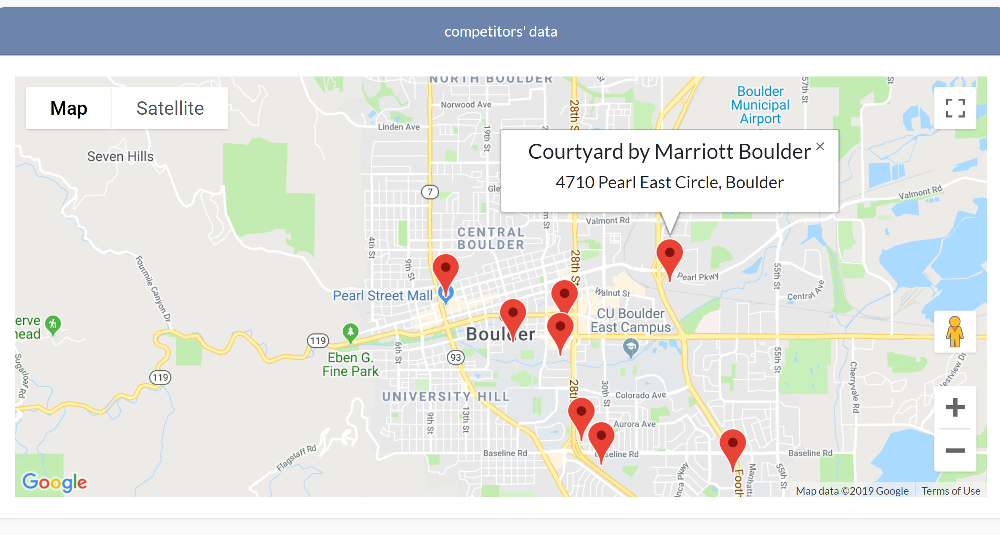 competitors' data
NORTH BOULDER
Map
Satellite
Boulder
Municipal
Airport
57th St
St
St
Norwood Ave
28th S
Linden Ave
19th St
2
Seven Hills
Courtyard by Marriott Boulder
4710 Pearl East Circle, Boulder
7
Gle
Valmont Rd
m St
Valmont Rd
CENTRAL
BOULDER
4th St
9th St
28th St
Fourmile Canyon Dr
Pearl Pkwy
55th St
Central Ave
Pearl Street Mall
Walnut St
CU Boulder
East Campus
erve
head
Boulder
119
6th St
93
Eben G.
Fine Park
119
Sugarloaf Rd
55th St
Cherryvale Rd
lestview Dr
28th
30th St
Colorado Ave
UNIVERSITY HILL
9th St
13th St
Aurora Ave
Flagstaff Rd
Baseline Rd
seline Rd
Baseline Rd
nca Pkwy
Footh
Manhatta
55th St
Google
Map data ©2019 Google
Terms of Use